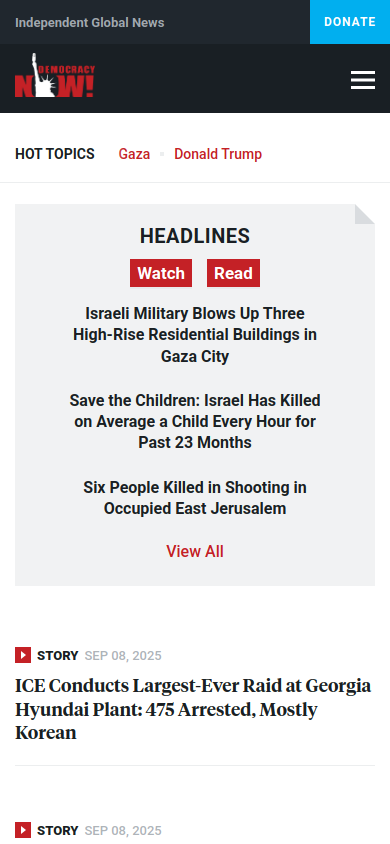 Independent Global News
DONATE
DEMOCRACY
NOW!
HOT TOPICS
Gaza
Donald Trump
HEADLINES
Watch
Read
Israeli Military Blows Up Three
High-Rise Residential Buildings in
Gaza City
Save the Children: Israel Has Killed
on Average a Child Every Hour for
Past 23 Months
Six People Killed in Shooting in
Occupied East Jerusalem
View All
STORY SEP 08, 2025
ICE Conducts Largest-Ever Raid at Georgia
Hyundai Plant: 475 Arrested, Mostly
Korean
STORY SEP 08, 2025